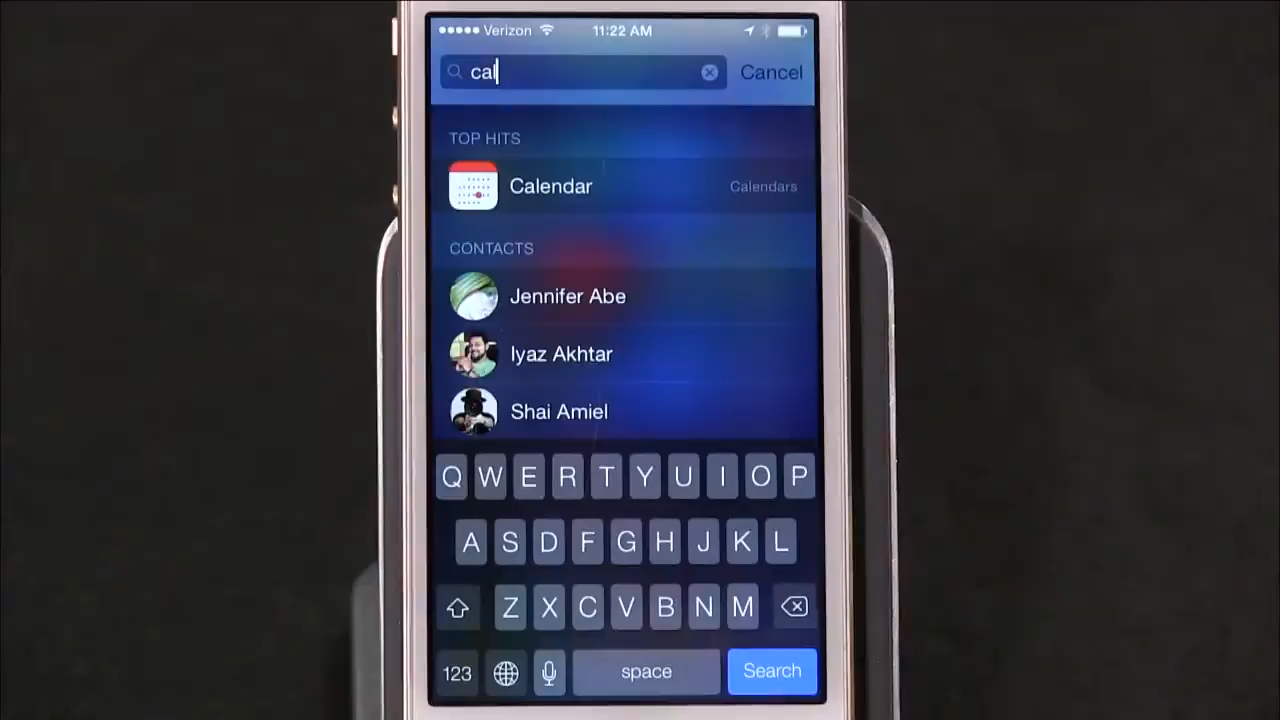 Verizon 11:22 AM
cal Cancel
TOP HITS
Calendar Calendars
CONTACTS
Jennifer Abe
Iyaz Akhtar
Shai Amiel
Q W E R T Y U I O P
A S D F G H J K L
Z X C V B N M
123 space Search